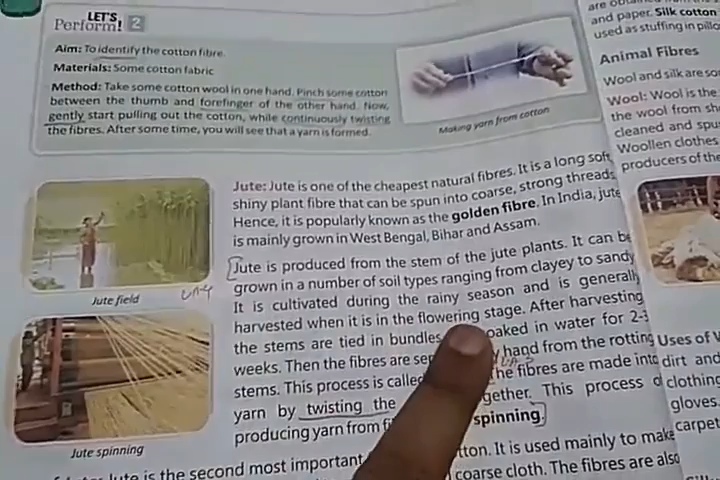 LET'S
Perform! 2
Aim: To identify the cotton fibre.
Materials: Some cotton fabric
Method: Take some cotton wool in one hand. Pinch some cotton
between the thumb and forefinger of the other hand. Now,
gently start pulling out the cotton, while continuously twisting
the fibres. After some time, you will see that a yarn is formed.
Making yarn from cotton
Jute: Jute is one of the cheapest natural fibres. It is a long soft,
shiny plant fibre that can be spun into coarse, strong threads
Hence, it is popularly known as the golden fibre. In India, jute
is mainly grown in West Bengal, Bihar and Assam.
Jute is produced from the stem of the jute plants. It can be
grown in a number of soil types ranging from clayey to sandy
It is cultivated during the rainy season and is generally
harvested when it is in the flowering stage. After harvesting
the stems are tied in bundles in water for 2-3
weeks. Then the fibres are hand from the rotting
stems. This process is called fibres are made into
yarn by twisting the This process of
producing yarn from spinning.
Jute field
Jute spinning
is the second most important
It is used mainly to make
coarse cloth. The fibres are also
and paper. Silk cotton
used as stuffing in
Animal Fibres
Wool and silk are
Wool: Wool is the
the wool from
cleaned and
Woollen clothes
producers of the
Uses of
dirt and
clothing
gloves.
carpet